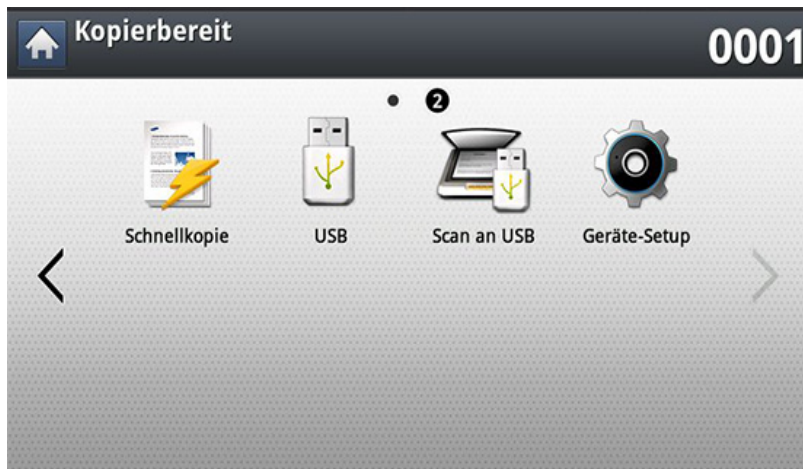 Kopierbereit
0001
2
Schnellkopie
USB
Scan an USB
Geräte-Setup